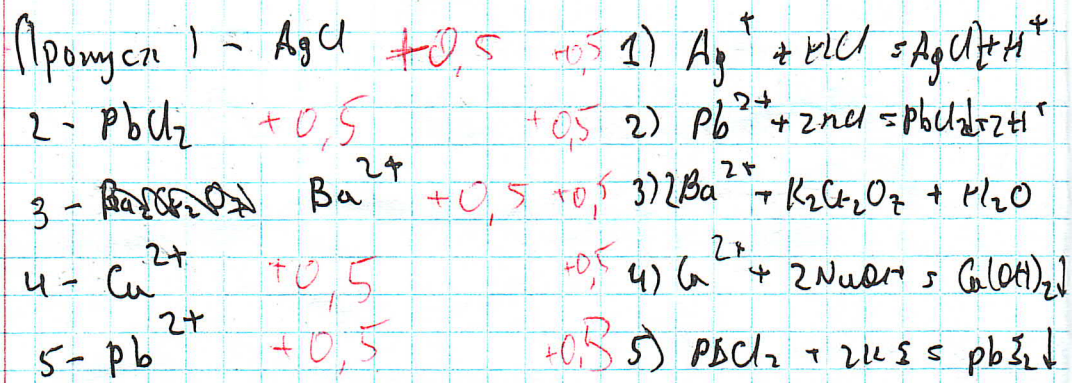 Пропуск 1 - AgCl +0,5 +0,5 1) Ag⁺ + HCl = AgCl↓ + H⁺
2 - PbCl₂ +0,5 +0,5 2) Pb²⁺ + 2HCl = PbCl₂↓ + 2H⁺
3 - Ba²⁺ +0,5 +0,5 3) 2Ba²⁺ + K₂Cr₂O₇ + H₂O
4 - Cu²⁺ +0,5 +0,5 4) Cu²⁺ + 2NaOH = Cu(OH)₂↓
5 - Pb²⁺ +0,5 +0,5 5) PbCl₂ + 2KI = PbI₂↓